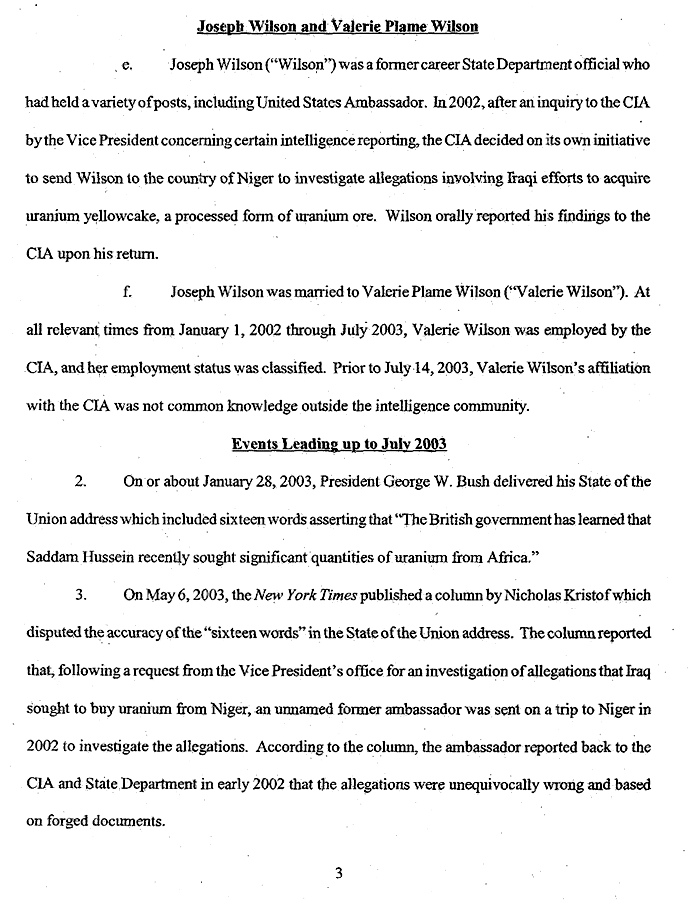 Joseph Wilson and Valerie Plame Wilson
e. Joseph Wilson (“Wilson”) was a former career State Department official who
had held a variety of posts, including United States Ambassador. In 2002, after an inquiry to the CIA
by the Vice President concerning certain intelligence reporting, the CIA decided on its own initiative
to send Wilson to the country of Niger to investigate allegations involving Iraqi efforts to acquire
uranium yellowcake, a processed form of uranium ore. Wilson orally reported his findings to the
CIA upon his return.
f. Joseph Wilson was married to Valerie Plame Wilson (“Valerie Wilson”). At
all relevant times from January 1, 2002 through July 2003, Valerie Wilson was employed by the
CIA, and her employment status was classified. Prior to July 14, 2003, Valerie Wilson’s affiliation
with the CIA was not common knowledge outside the intelligence community.
Events Leading up to July 2003
2. On or about January 28, 2003, President George W. Bush delivered his State of the
Union address which included sixteen words asserting that “The British government has learned that
Saddam Hussein recently sought significant quantities of uranium from Africa.”
3. On May 6, 2003, the New York Times published a column by Nicholas Kristof which
disputed the accuracy of the “sixteen words” in the State of the Union address. The column reported
that, following a request from the Vice President’s office for an investigation of allegations that Iraq
sought to buy uranium from Niger, an unnamed former ambassador was sent on a trip to Niger in
2002 to investigate the allegations. According to the column, the ambassador reported back to the
CIA and State Department in early 2002 that the allegations were unequivocally wrong and based
on forged documents.
3